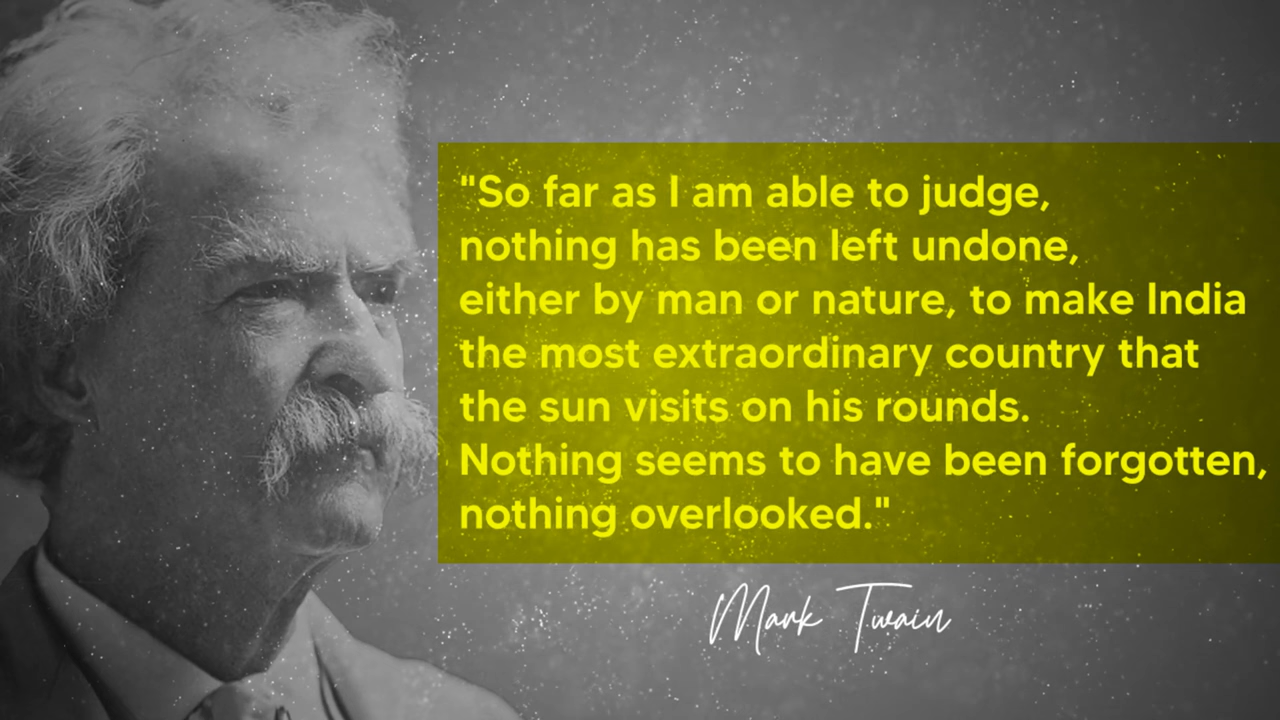 "So far as I am able to judge,
nothing has been left undone,
either by man or nature, to make India
the most extraordinary country that
the sun visits on his rounds.
Nothing seems to have been forgotten,
nothing overlooked."
Mark Twain